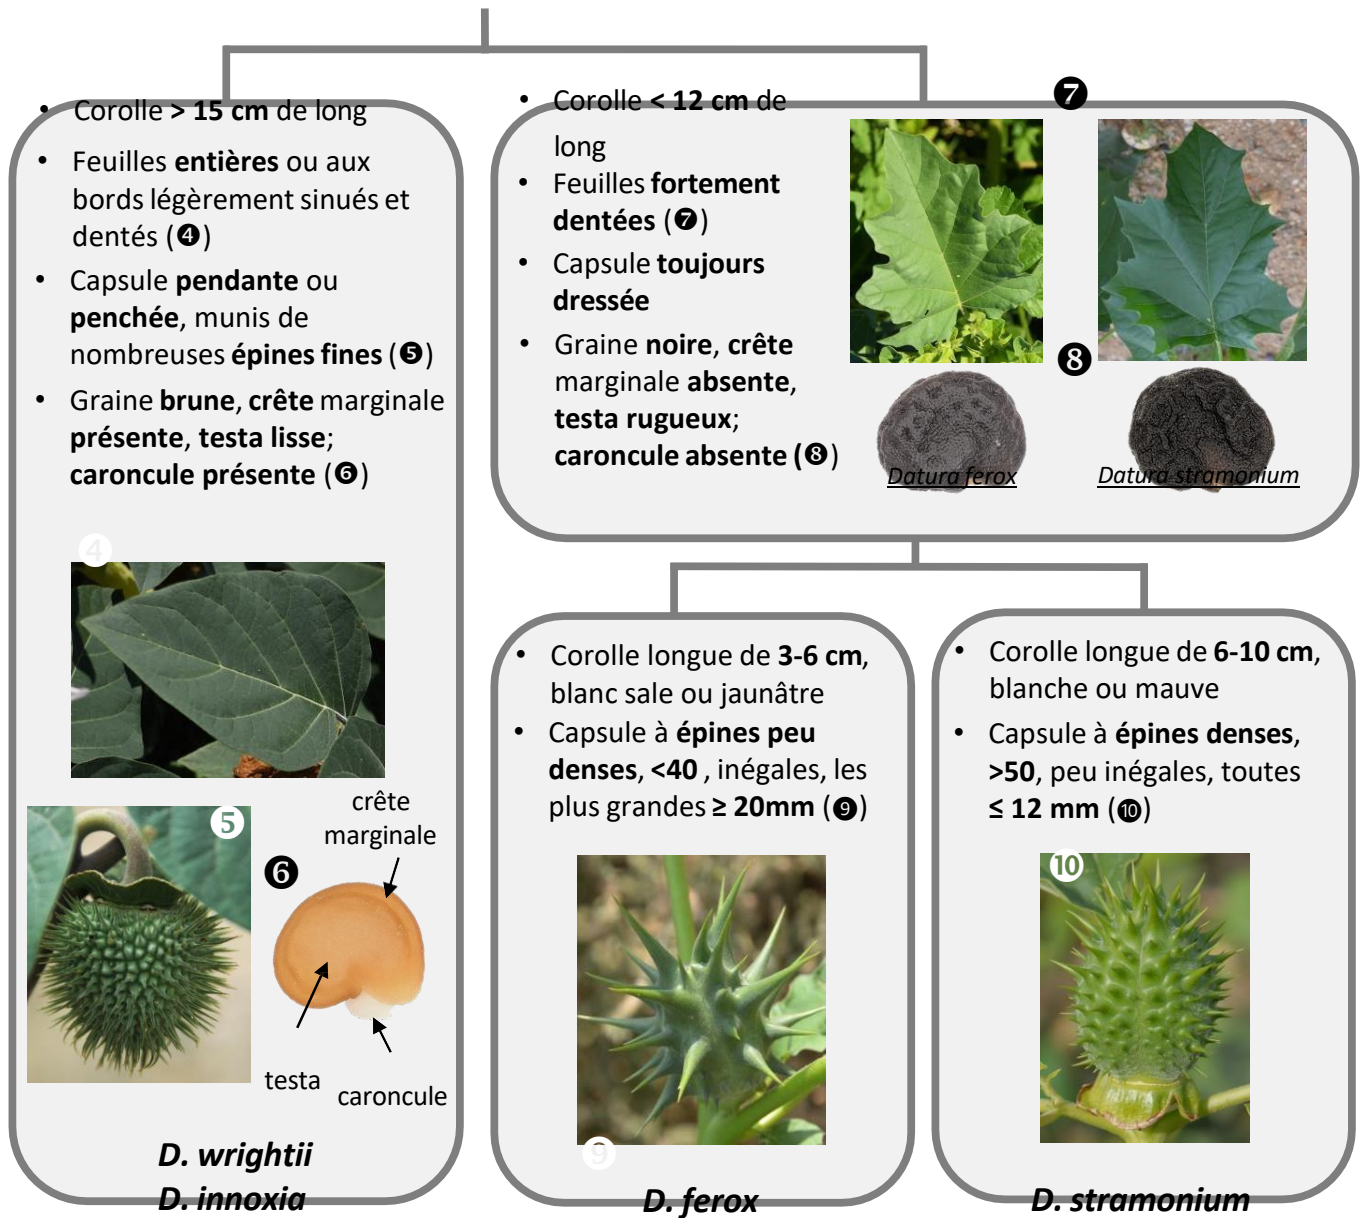 • Corolle > 15 cm de long
• Feuilles entières ou aux
bords légèrement sinués et
dentés (❹)
• Capsule pendante ou
penchée, munis de
nombreuses épines fines (❺)
• Graine brune, crête marginale
présente, testa lisse;
caroncule présente (❻)
❹
❺
❻
crête
marginale
testa
caroncule
D. wrightii
D. innoxia
• Corolle < 12 cm de
long
• Feuilles fortement
dentées (❼)
• Capsule toujours
dressée
• Graine noire, crête
marginale absente,
testa rugueux;
caroncule absente (❽)
❼
❽
Datura ferox
Datura stramonium
• Corolle longue de 3-6 cm,
blanc sale ou jaunâtre
• Capsule à épines peu
denses, <40 , inégales, les
plus grandes ≥ 20mm (❾)
❾
D. ferox
• Corolle longue de 6-10 cm,
blanche ou mauve
• Capsule à épines denses,
>50, peu inégales, toutes
≤ 12 mm (❿)
❿
D. stramonium